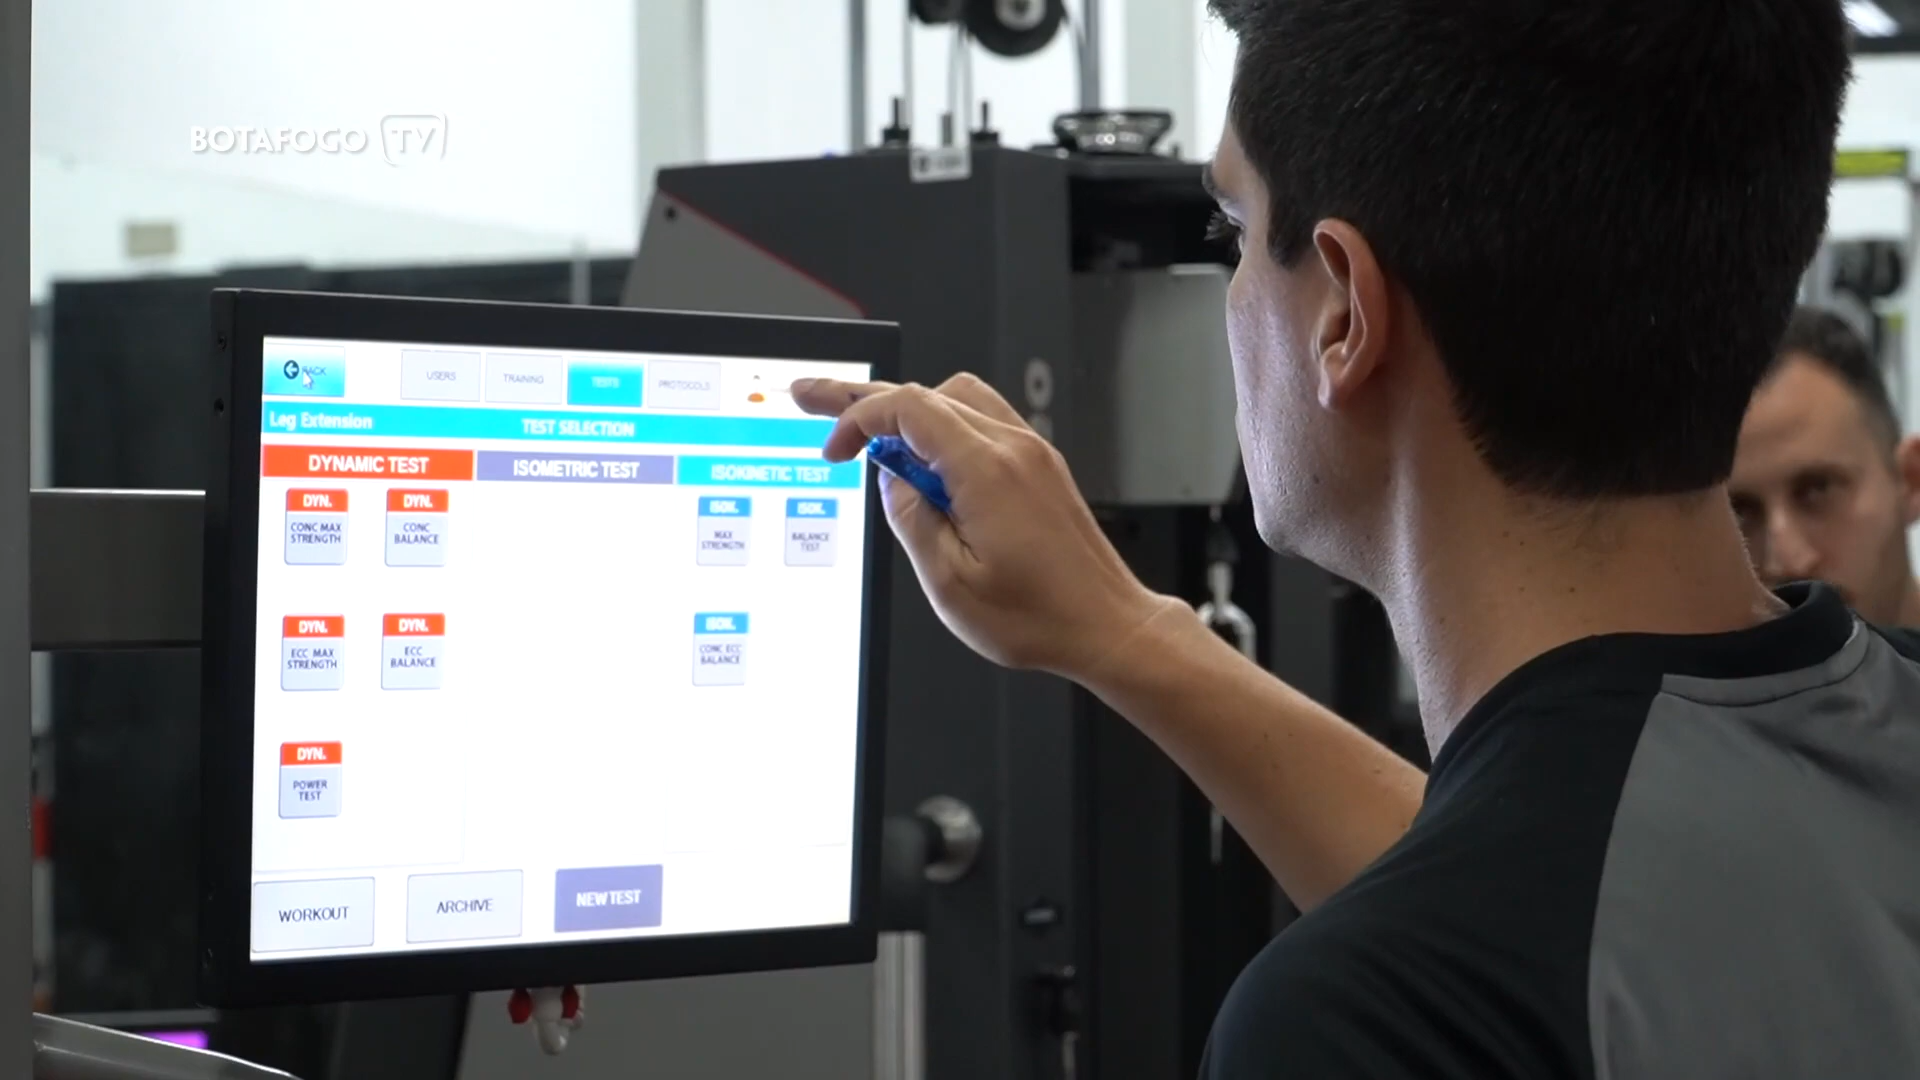 BOTAFOGO TV
BACK
USERS
TRAINING
TESTS
PROTOCOLS
Leg Extension
TEST SELECTION
DYNAMIC TEST
ISOMETRIC TEST
ISOKINETIC TEST
DYN.
CONC MAX
STRENGTH
DYN.
CONC
BALANCE
ISOK.
MAX
STRENGTH
ISOK.
BALANCE
TEST
DYN.
ECC MAX
STRENGTH
DYN.
ECC
BALANCE
ISOK.
CONC ECC
BALANCE
DYN.
POWER
TEST
WORKOUT
ARCHIVE
NEW TEST